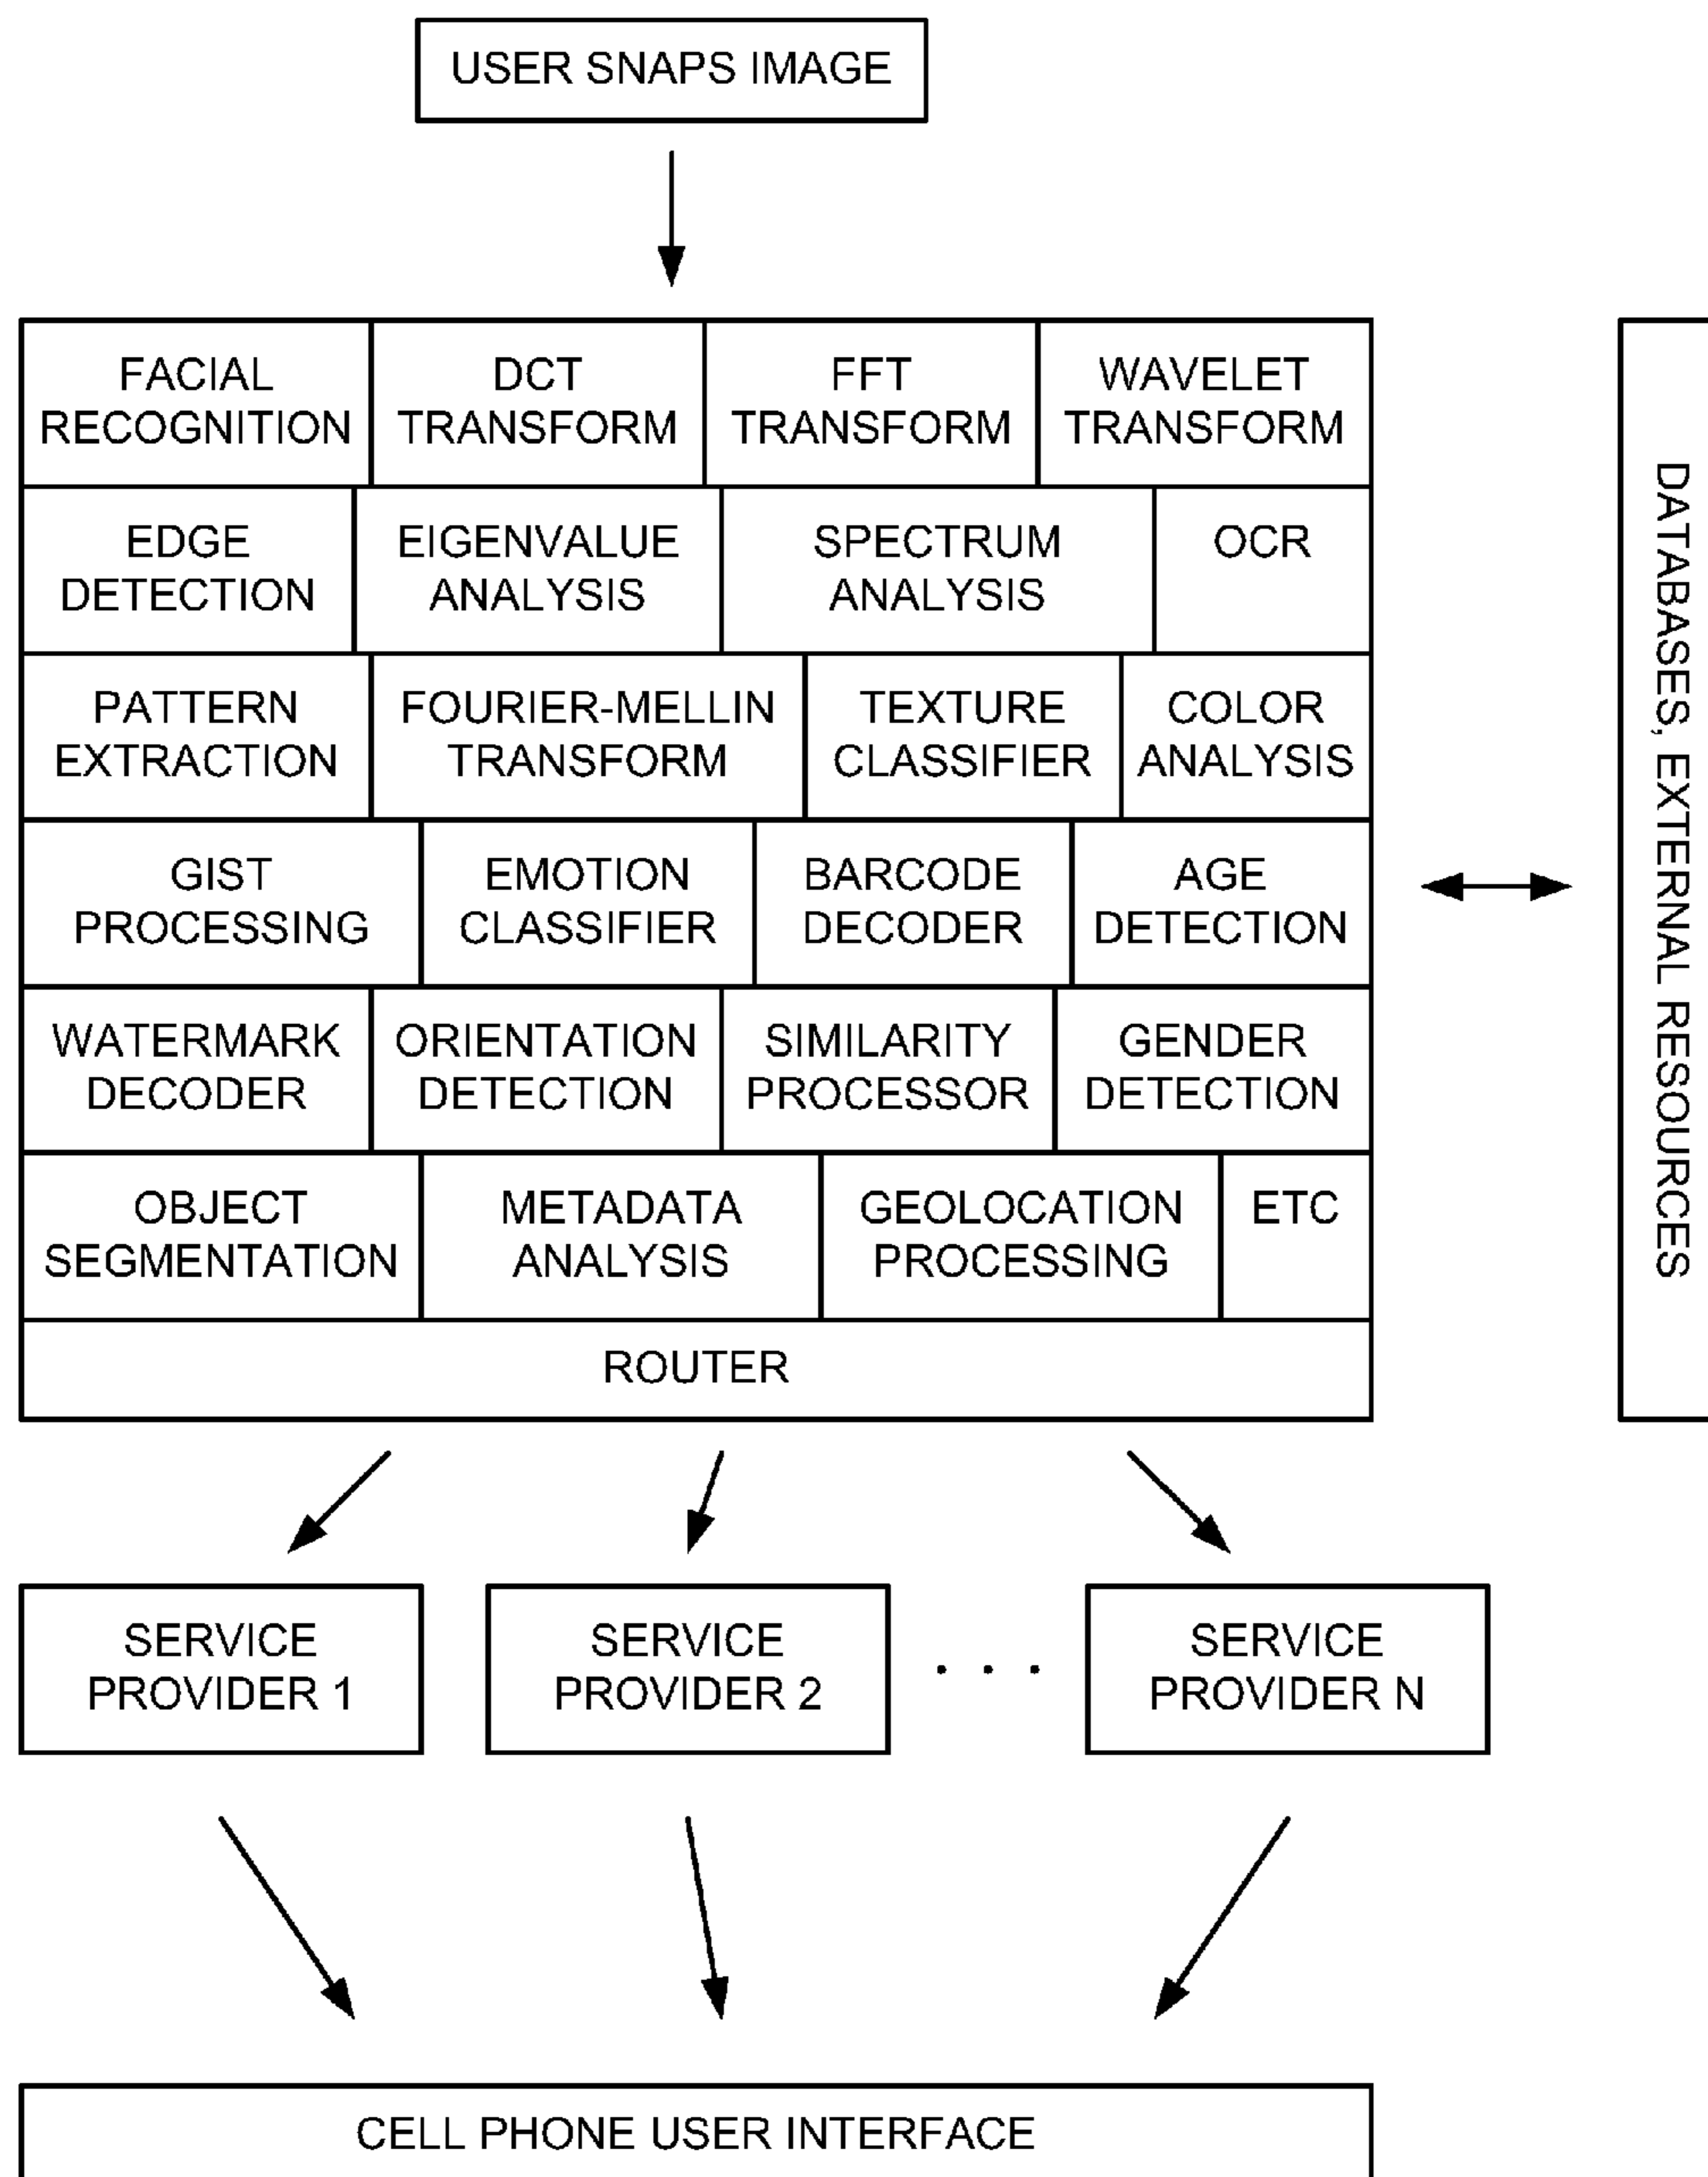 USER SNAPS IMAGE
FACIAL
RECOGNITION
DCT
TRANSFORM
FFT
TRANSFORM
WAVELET
TRANSFORM
EDGE
DETECTION
EIGENVALUE
ANALYSIS
SPECTRUM
ANALYSIS
OCR
PATTERN
EXTRACTION
FOURIER-MELLIN
TRANSFORM
TEXTURE
CLASSIFIER
COLOR
ANALYSIS
GIST
PROCESSING
EMOTION
CLASSIFIER
BARCODE
DECODER
AGE
DETECTION
WATERMARK
DECODER
ORIENTATION
DETECTION
SIMILARITY
PROCESSOR
GENDER
DETECTION
OBJECT
SEGMENTATION
METADATA
ANALYSIS
GEOLOCATION
PROCESSING
ETC
ROUTER
DATABASES, EXTERNAL RESOURCES
SERVICE
PROVIDER 1
SERVICE
PROVIDER 2
. . .
SERVICE
PROVIDER N
CELL PHONE USER INTERFACE